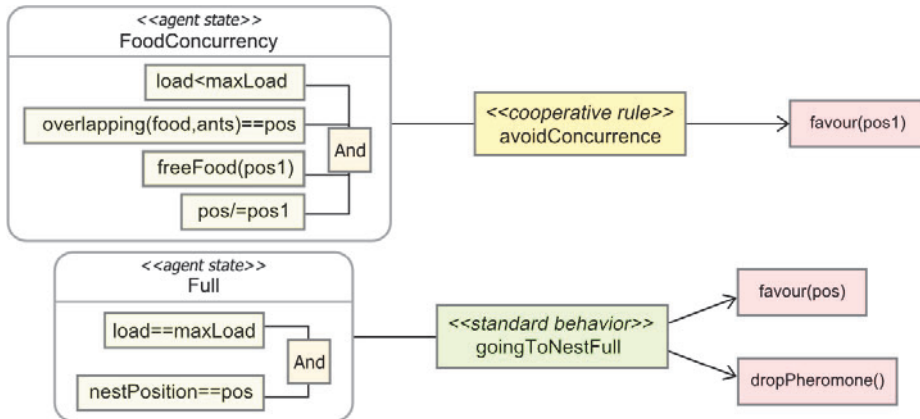 <<agent state>>
FoodConcurrency
load<maxLoad
overlapping(food,ants)==pos
And
freeFood(pos1)
pos/=pos1
<<cooperative rule>>
avoidConcurrence
favour(pos1)
<<agent state>>
Full
load==maxLoad
And
nestPosition==pos
<<standard behavior>>
goingToNestFull
favour(pos)
dropPheromone()